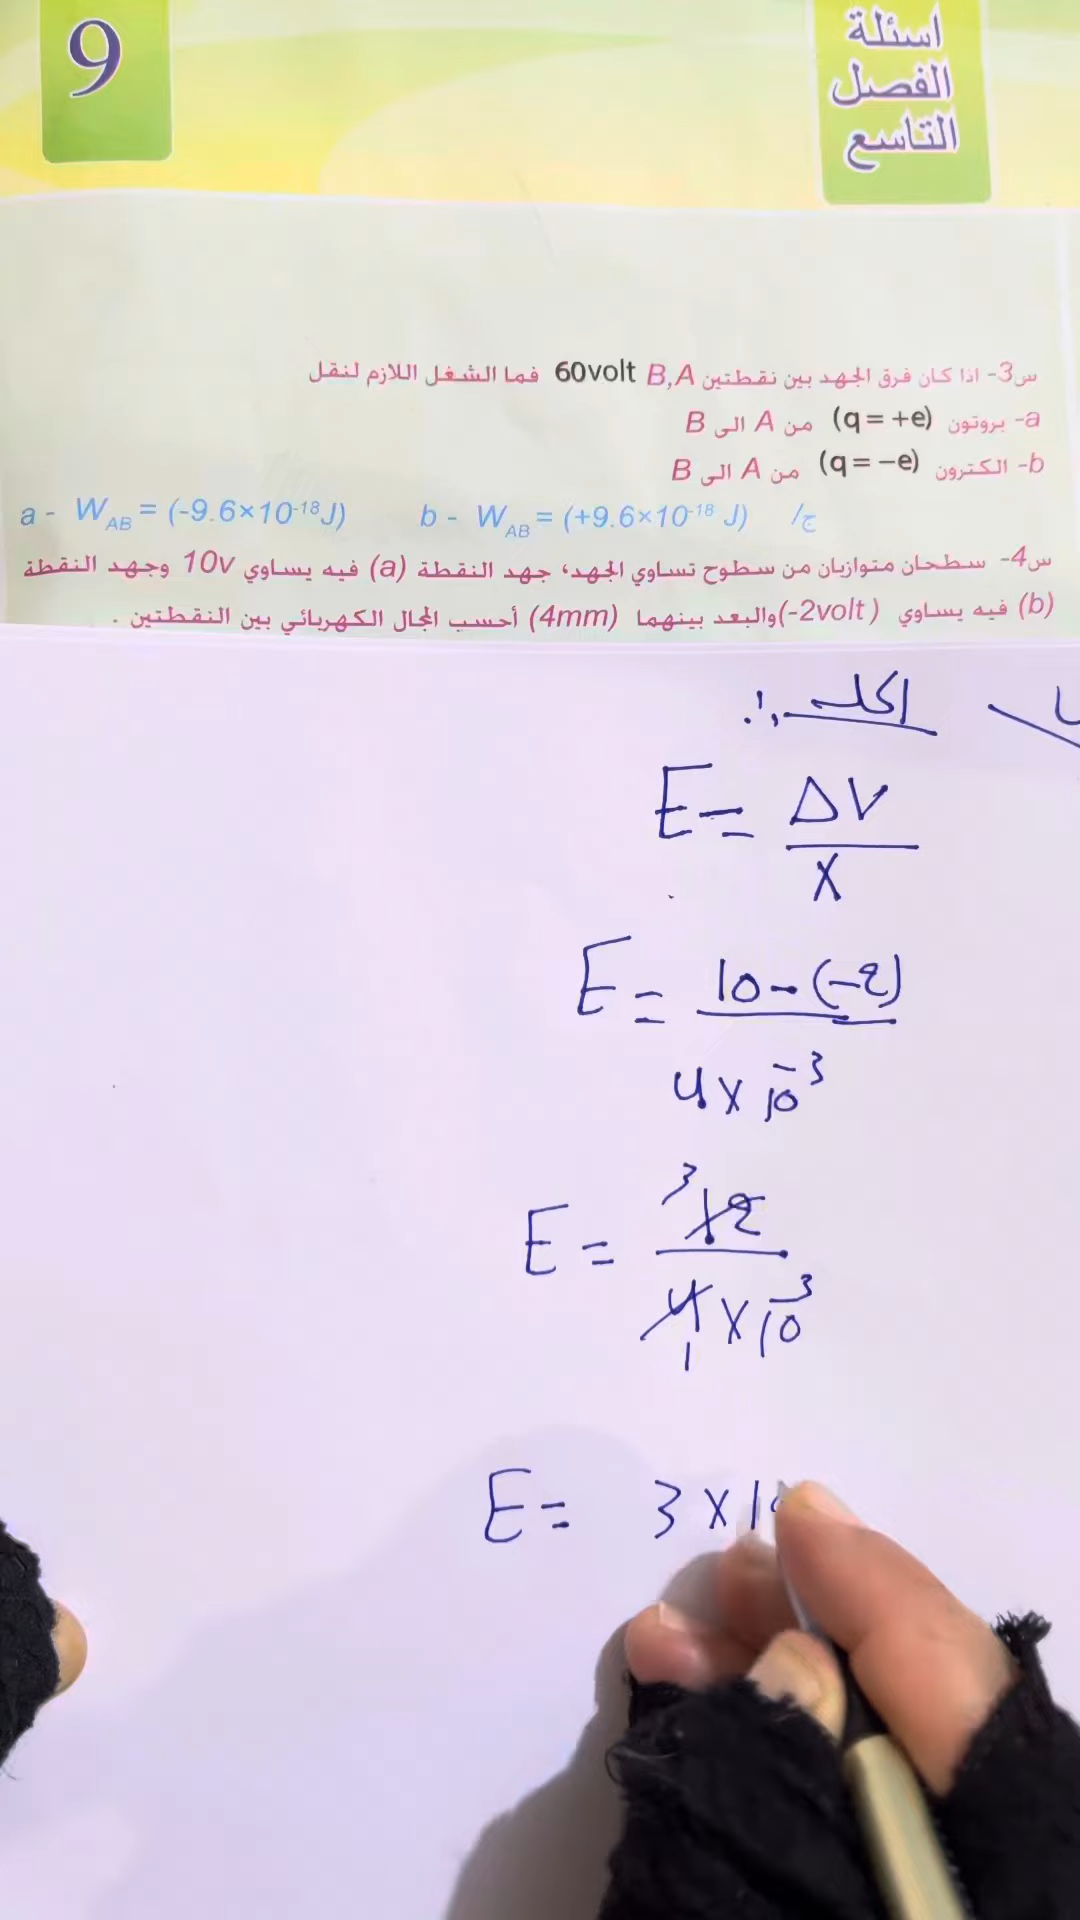 9
اسئلة
الفصل
التاسع
س3- اذا كان فرق الجهد بين نقطتين B,A 60volt فما الشغل اللازم لنقل
a- بروتون (q= +e) من A الى B
b- الكترون (q= −e) من A الى B
ج/ a - W_AB = (-9.6×10^-18 J) b - W_AB = (+9.6×10^-18 J)
س4- سطحان متوازيان من سطوح تساوي الجهد، جهد النقطة (a) فيه يساوي 10v وجهد النقطة
(b) فيه يساوي (-2volt) والبعد بينهما (4mm) أحسب المجال الكهربائي بين النقطتين .
الحل
E = ΔV / X
E = 10-(-2) / 4×10^-3
E = 12 / 4×10^-3
3
1
E = 3×10